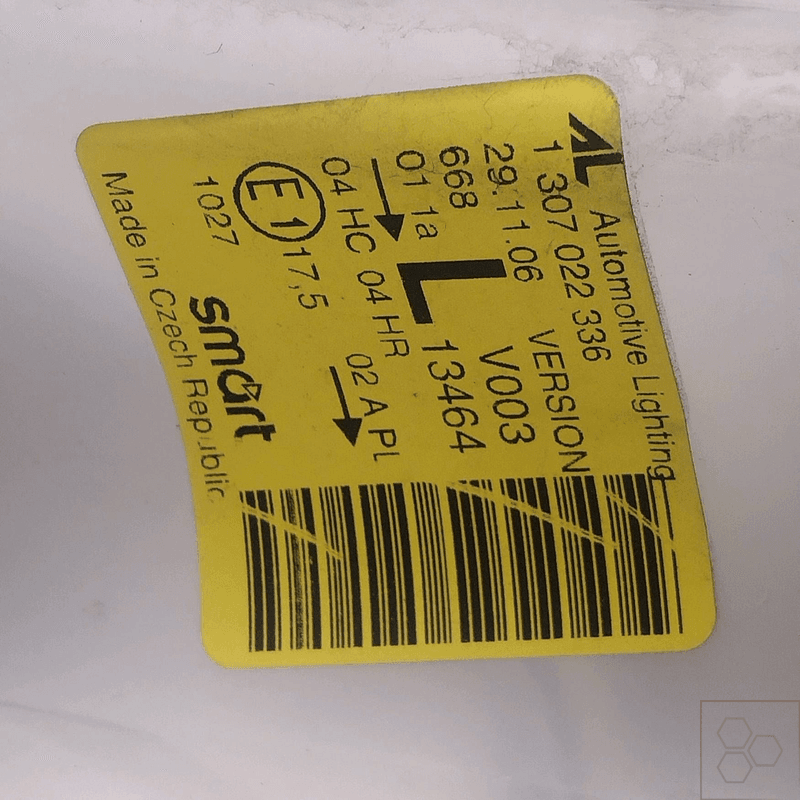 AL Automotive Lighting
1 307 022 336 VERSION
29.11.06 V003
668 L 13464
01 1a
04 HC 04 HR 02 A PL
E1 17,5
1027 smart
Made in Czech Republic